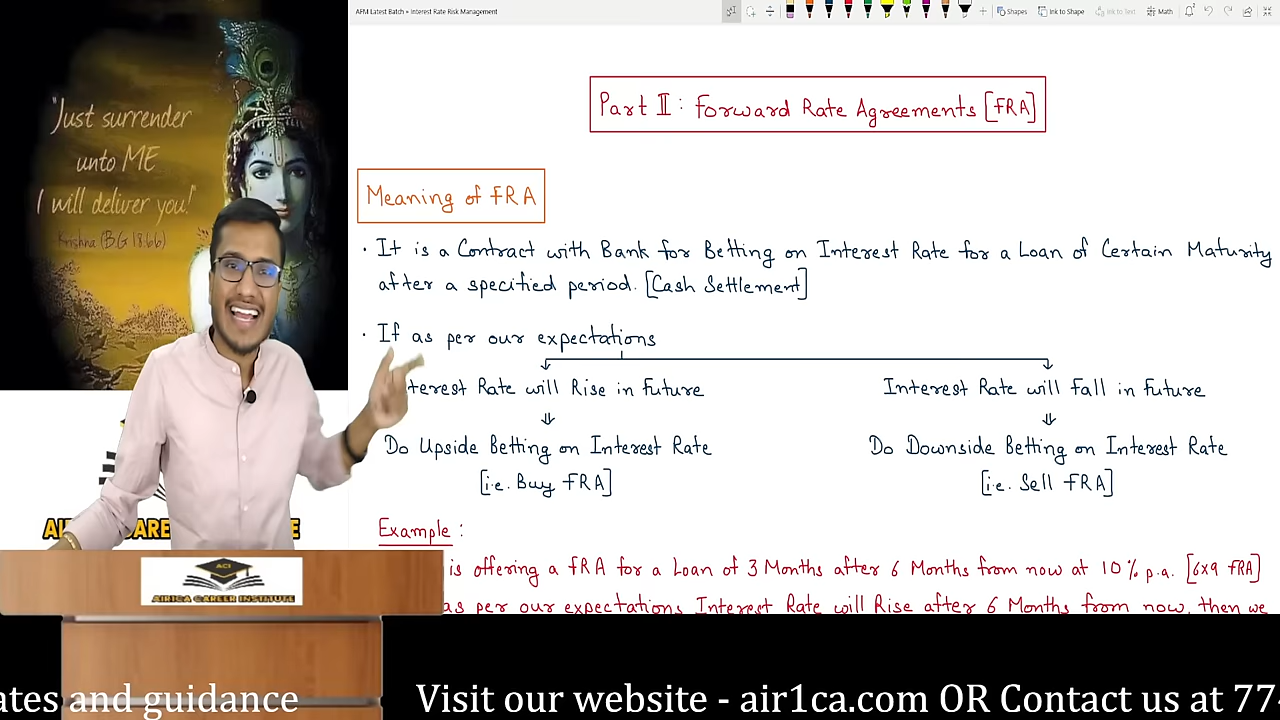 AFM Latest Batch » Interest Rate Risk Management
Shapes
Ink to Shape
Ink to Text
Math
"Just surrender
unto ME
I will deliver you!"
- Krishna (BG 18:66)
Part II : Forward Rate Agreements [FRA]
Meaning of FRA
· It is a Contract with Bank for Betting on Interest Rate for a Loan of Certain Maturity
after a specified period. [Cash Settlement]
· If as per our expectations
terest Rate will Rise in Future
Interest Rate will Fall in Future
⇓ ⇓
Do Upside Betting on Interest Rate
Do Downside Betting on Interest Rate
[i.e. Buy FRA]
[i.e. Sell FRA]
Example :
is offering a FRA for a Loan of 3 Months after 6 Months from now at 10% p.a. [6x9 FRA]
as per our expectations Interest Rate will Rise after 6 Months from now, then we
ACI
AIR1CA CAREER INSTITUTE
ates and guidance
Visit our website - air1ca.com OR Contact us at 77